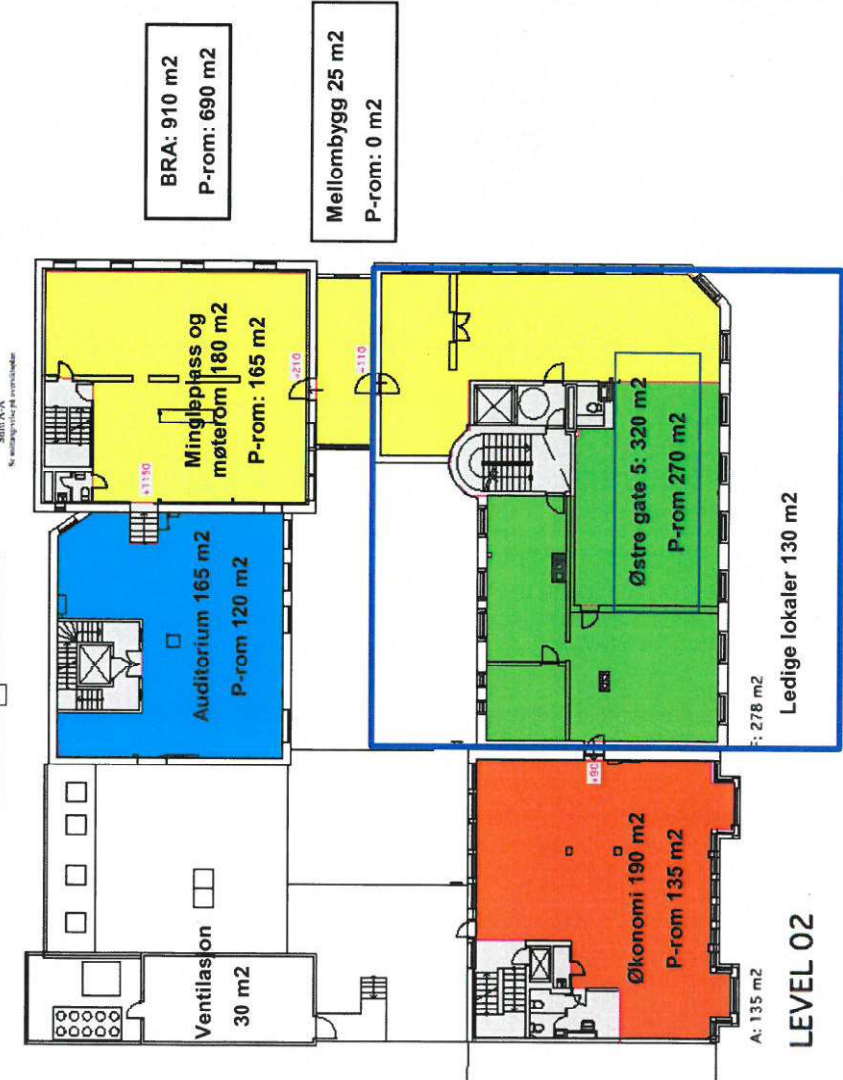 Snitt A-A
BRA: 910 m2
P-rom: 690 m2
Mellombygg 25 m2
P-rom: 0 m2
Mingleplass og
møterom 180 m2
P-rom: 165 m2
+210
+110
+1150
Auditorium 165 m2
P-rom 120 m2
Østre gate 5: 320 m2
P-rom 270 m2
Ledige lokaler 130 m2
F: 278 m2
+90
Ventilasjon
30 m2
Økonomi 190 m2
P-rom 135 m2
A: 135 m2
LEVEL 02